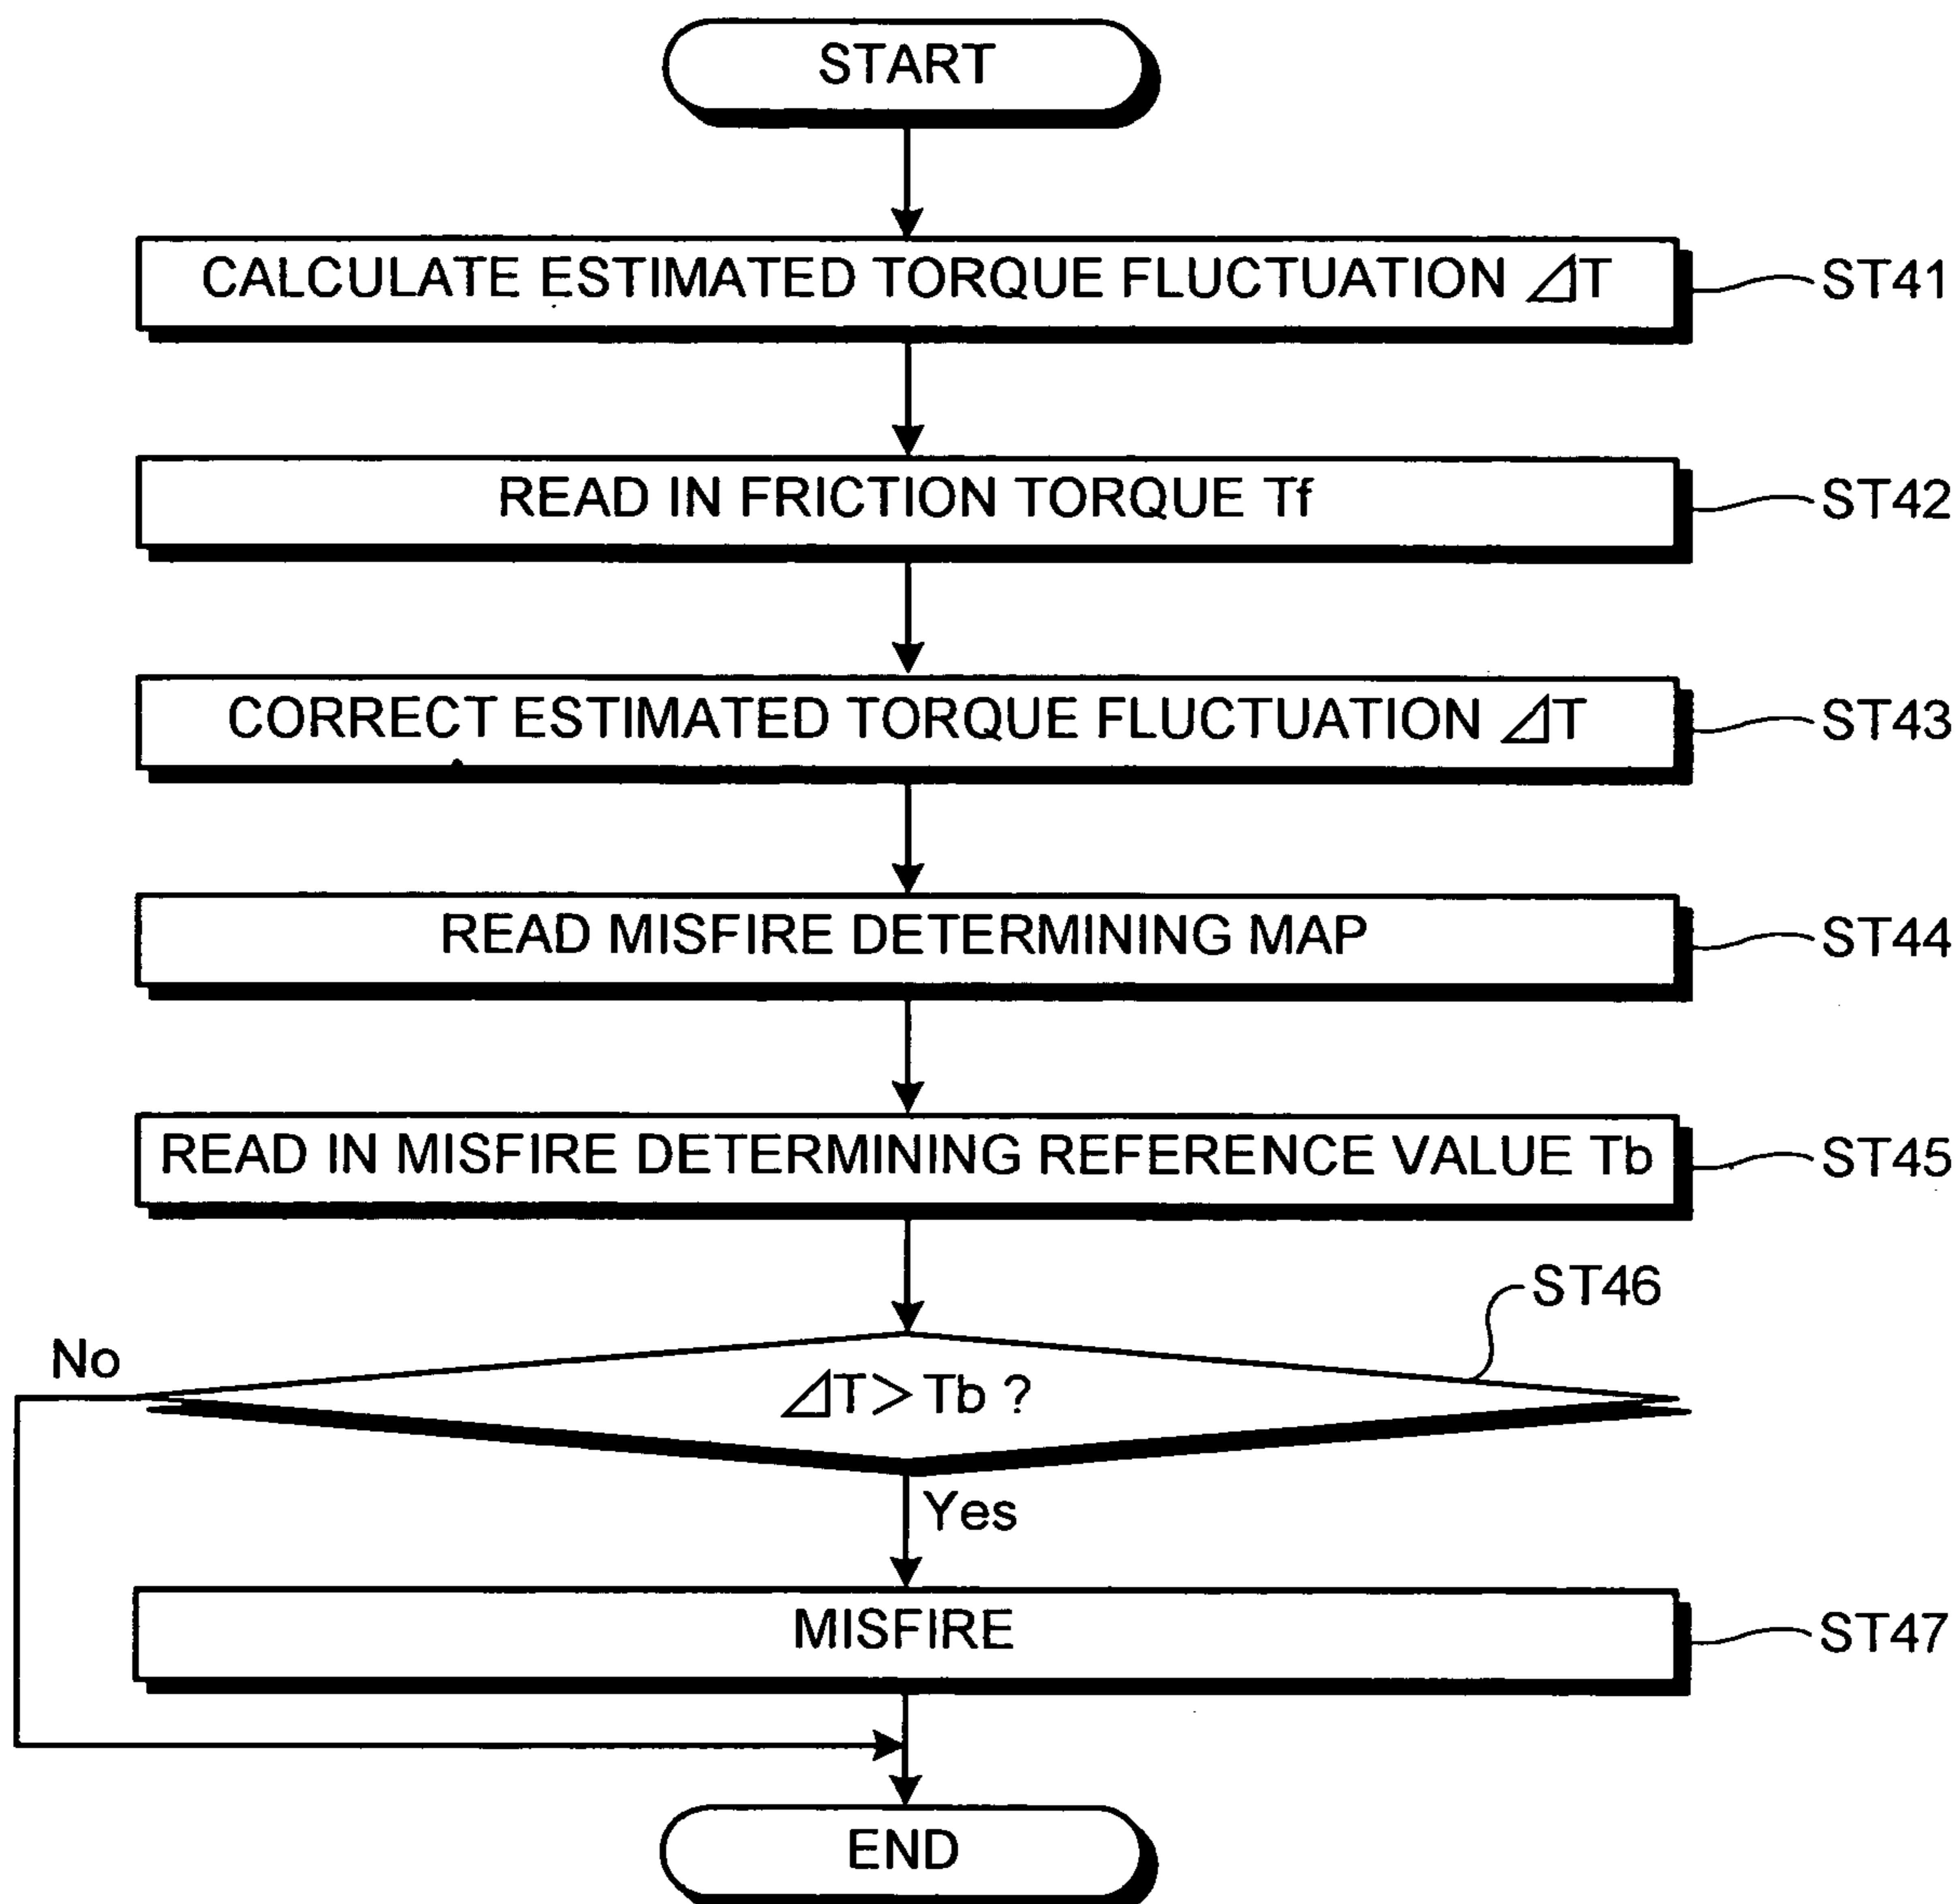 START
CALCULATE ESTIMATED TORQUE FLUCTUATION ⊿T
ST41
READ IN FRICTION TORQUE Tf
ST42
CORRECT ESTIMATED TORQUE FLUCTUATION ⊿T
ST43
READ MISFIRE DETERMINING MAP
ST44
READ IN MISFIRE DETERMINING REFERENCE VALUE Tb
ST45
ST46
No
⊿T> Tb ?
Yes
MISFIRE
ST47
END